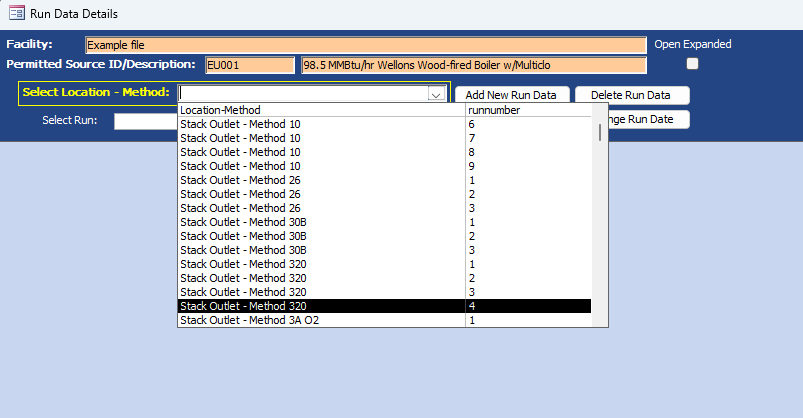 Run Data Details
Facility: Example file Open Expanded
Permitted Source ID/Description: EU001 98.5 MMBtu/hr Wellons Wood-fired Boiler w/Multiclo
Select Location - Method: Add New Run Data Delete Run Data
Select Run: nge Run Date
Location-Method runnumber
Stack Outlet - Method 10 6
Stack Outlet - Method 10 7
Stack Outlet - Method 10 8
Stack Outlet - Method 10 9
Stack Outlet - Method 26 1
Stack Outlet - Method 26 2
Stack Outlet - Method 26 3
Stack Outlet - Method 30B 1
Stack Outlet - Method 30B 2
Stack Outlet - Method 30B 3
Stack Outlet - Method 320 1
Stack Outlet - Method 320 2
Stack Outlet - Method 320 3
Stack Outlet - Method 320 4
Stack Outlet - Method 3A O2 1